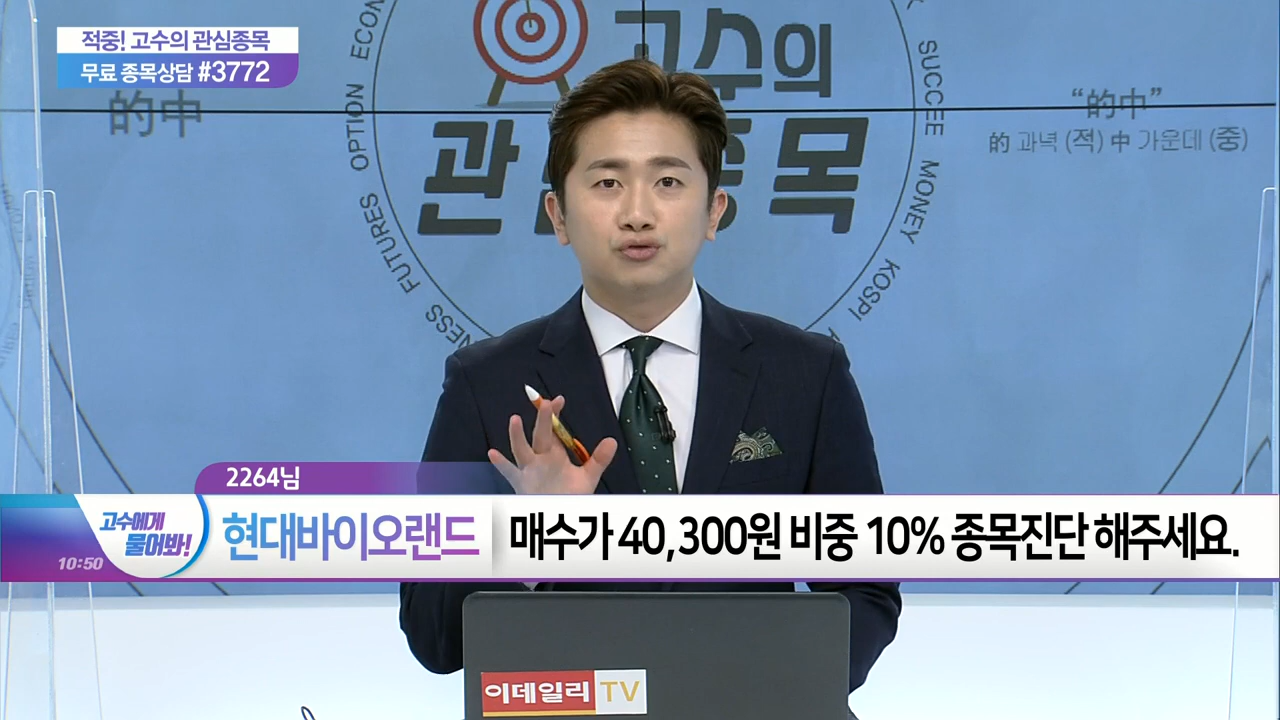 적중! 고수의 관심종목
무료 종목상담 #3772
的中
고수의
관심종목
“的中”
的 과녁 (적) 中 가운데 (중)
NESS FUTURES OPTION ECON
SUCCEE MONEY KOSPI
2264님
고수에게
물어봐!
10:50
현대바이오랜드
매수가 40,300원 비중 10% 종목진단 해주세요.
이데일리 TV